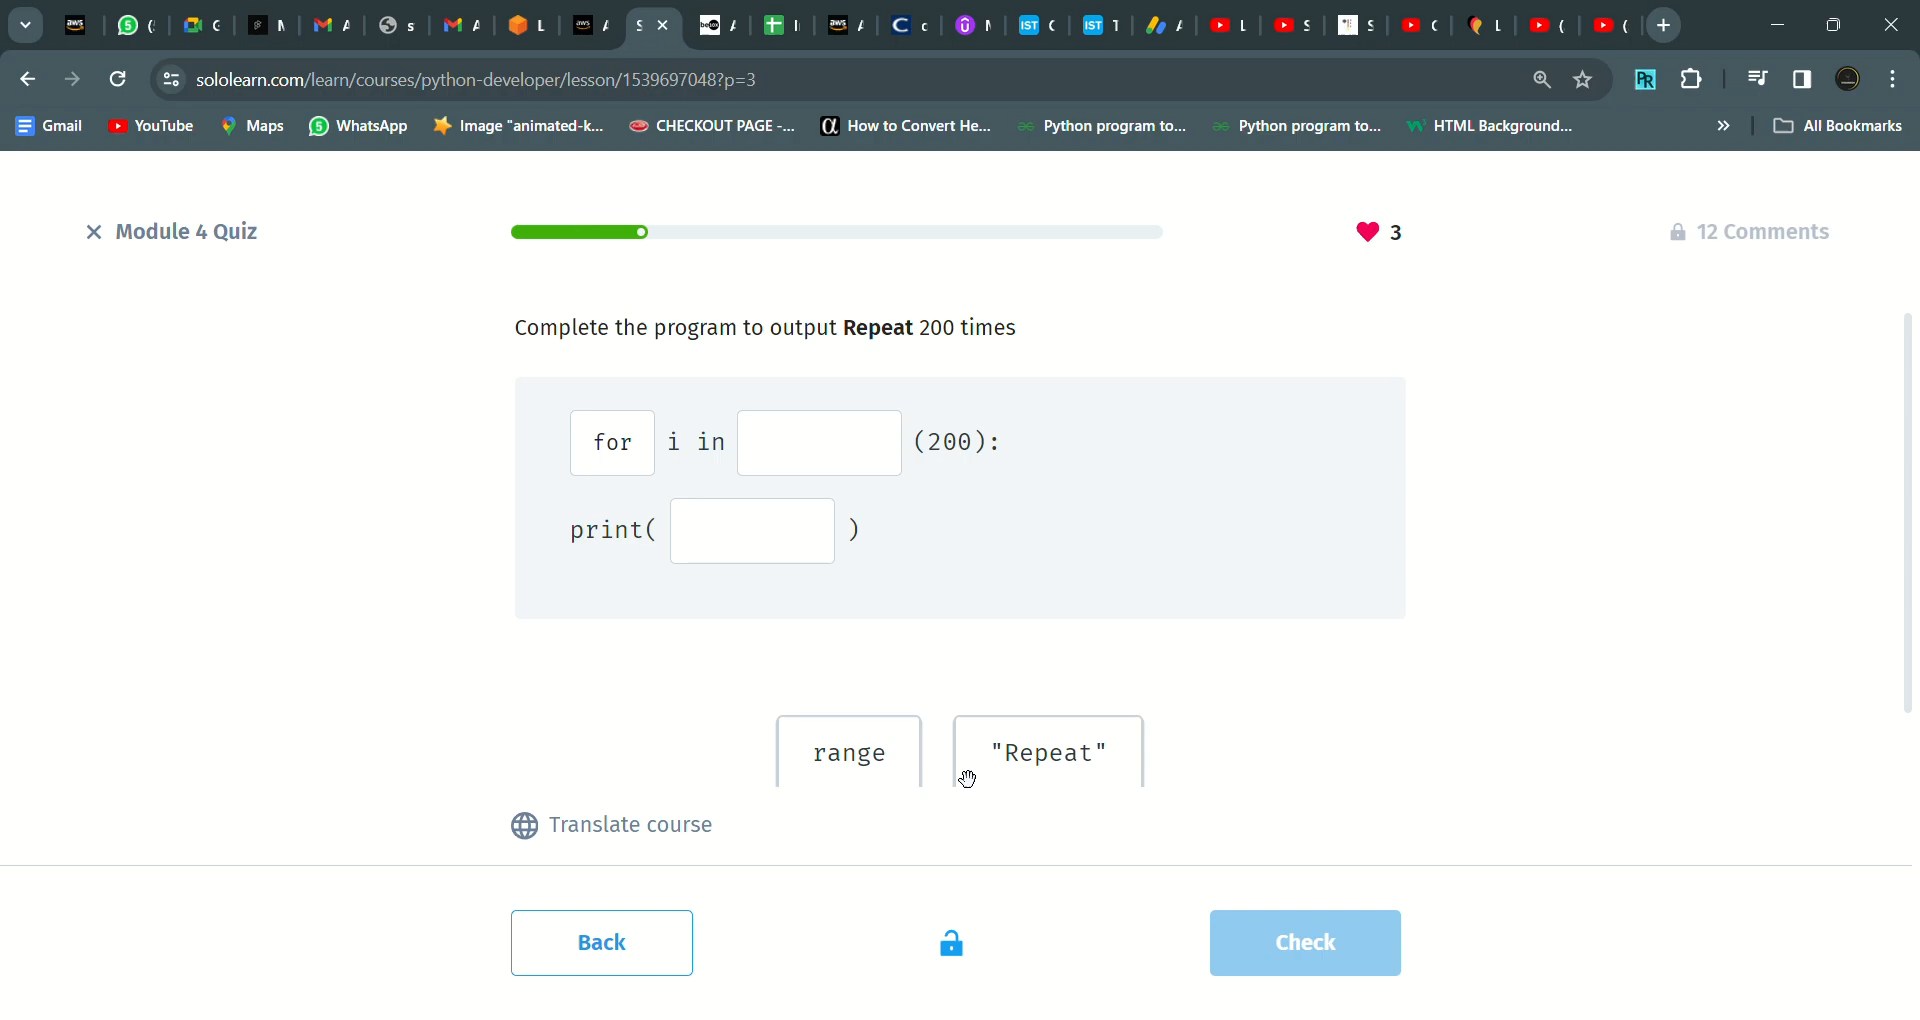 sololearn.com/learn/courses/python-developer/lesson/1539697048?p=3
Gmail YouTube Maps WhatsApp Image "animated-k... CHECKOUT PAGE -... How to Convert He... Python program to... Python program to... HTML Background... » All Bookmarks
Module 4 Quiz
3
12 Comments
Complete the program to output Repeat 200 times
for i in (200):
print( )
range "Repeat"
Translate course
Back
Check